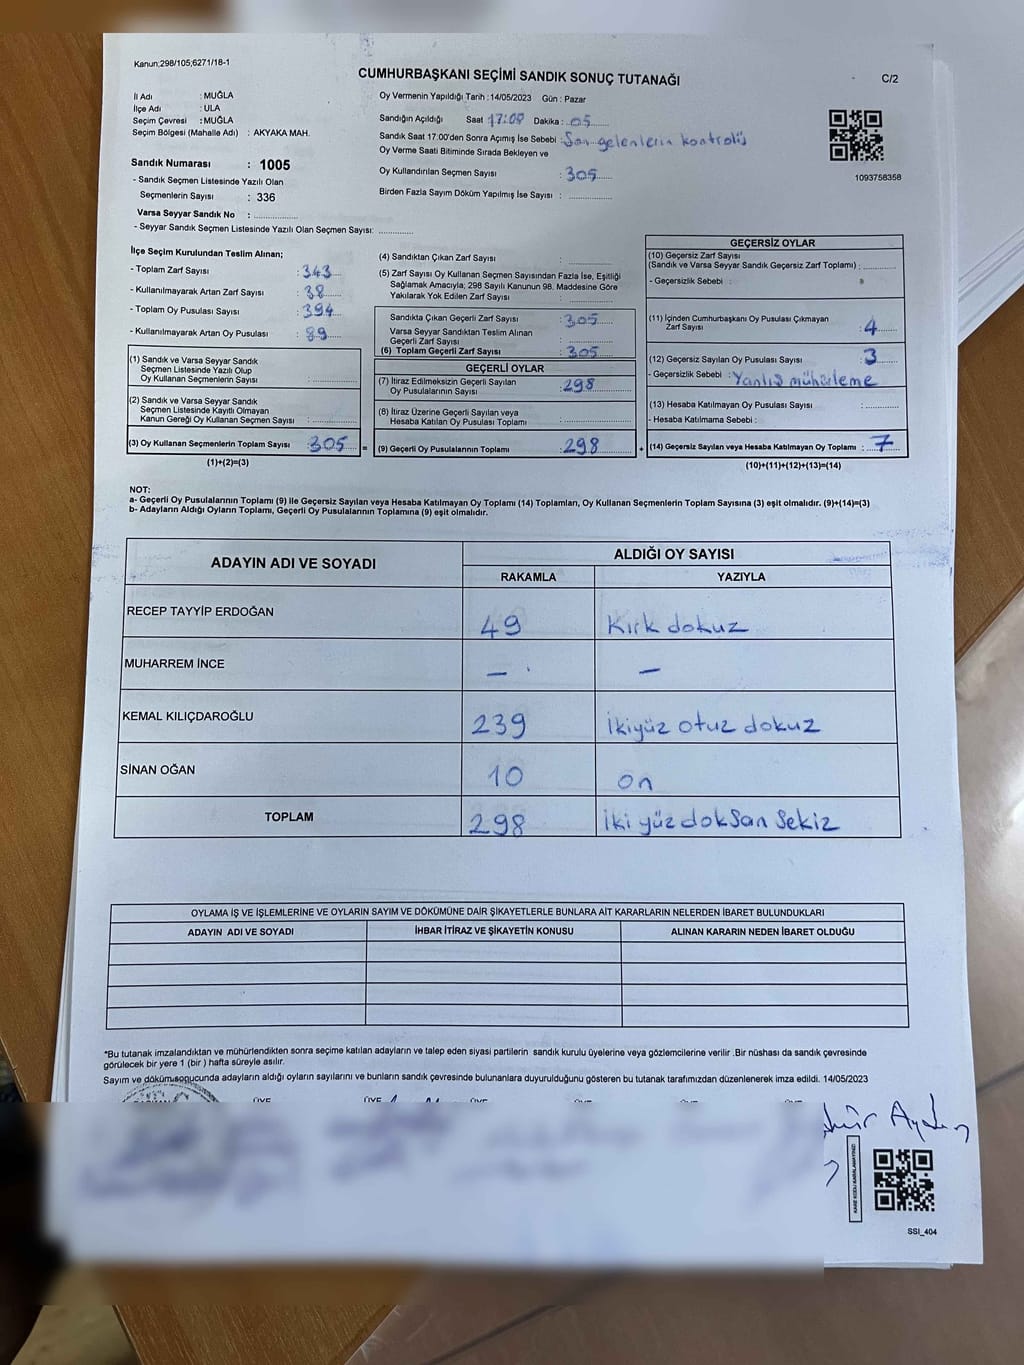 Kanun;298/105,6271/18-1
CUMHURBAŞKANI SEÇİMİ SANDIK SONUÇ TUTANAĞI
C/2
İl Adı : MUĞLA
İlçe Adı : ULA
Seçim Çevresi : MUĞLA
Seçim Bölgesi (Mahalle Adı) : AKYAKA MAH.
Sandık Numarası : 1005
- Sandık Seçmen Listesinde Yazılı Olan
Seçmenlerin Sayısı : 336
Varsa Seyyar Sandık No : ..............
- Seyyar Sandık Seçmen Listesinde Yazılı Olan Seçmen Sayısı: ............
Oy Vermenin Yapıldığı Tarih : 14/05/2023 Gün : Pazar
Sandığın Açıldığı Saat 17:00 Dakika : 05
Sandık Saat 17:00'den Sonra Açımış İse Sebebi : Son gelenlerin kontrolü
Oy Verme Saati Bitiminde Sırada Bekleyen ve
Oy Kullandırılan Seçmen Sayısı : 305
Birden Fazla Sayım Döküm Yapılmış İse Sayısı : ..............
1093758358
İlçe Seçim Kurulundan Teslim Alınan;
- Toplam Zarf Sayısı : 343
- Kullanılmayarak Artan Zarf Sayısı : 38
- Toplam Oy Pusulası Sayısı : 394
- Kullanılmayarak Artan Oy Pusulası : 89
(1) Sandık ve Varsa Seyyar Sandık
Seçmen Listesinde Yazılı Olup
Oy Kullanan Seçmenlerin Sayısı : ..............
(2) Sandık ve Varsa Seyyar Sandık
Seçmen Listesinde Kayıtlı Olmayan
Kanun Gereği Oy Kullanan Seçmen Sayısı : ..............
(3) Oy Kullanan Seçmenlerin Toplam Sayısı : 305 =
(1)+(2)=(3)
(4) Sandıktan Çıkan Zarf Sayısı : ..............
(5) Zarf Sayısı Oy Kullanan Seçmen Sayısından Fazla İse, Eşitliği
Sağlamak Amacıyla; 298 Sayılı Kanunun 98. Maddesine Göre
Yakılarak Yok Edilen Zarf Sayısı : ..............
Sandıkta Çıkan Geçerli Zarf Sayısı : 305
Varsa Seyyar Sandıktan Teslim Alınan
Geçerli Zarf Sayısı : ..............
(6) Toplam Geçerli Zarf Sayısı : 305
GEÇERLİ OYLAR
(7) İtiraz Edilmeksizin Geçerli Sayılan
Oy Pusulalarının Sayısı : 298
(8) İtiraz Üzerine Geçerli Sayılan veya
Hesaba Katılan Oy Pusulası Toplamı : ..............
(9) Geçerli Oy Pusulalarının Toplamı : 298 +
GEÇERSİZ OYLAR
(10) Geçersiz Zarf Sayısı
(Sandık ve Varsa Seyyar Sandık Geçersiz Zarf Toplamı) : ..............
- Geçersizlik Sebebi :
(11) İçinden Cumhurbaşkanı Oy Pusulası Çıkmayan
Zarf Sayısı : 4
(12) Geçersiz Sayılan Oy Pusulası Sayısı : 3
- Geçersizlik Sebebi : Yanlış mühürleme
(13) Hesaba Katılmayan Oy Pusulası Sayısı : ..............
- Hesaba Katılmama Sebebi :
(14) Geçersiz Sayılan veya Hesaba Katılmayan Oy Toplamı : 7
(10)+(11)+(12)+(13)=(14)
NOT:
a- Geçerli Oy Pusulalarının Toplamı (9) ile Geçersiz Sayılan veya Hesaba Katılmayan Oy Toplamı (14) Toplamları, Oy Kullanan Seçmenlerin Toplam Sayısına (3) eşit olmalıdır. (9)+(14)=(3)
b- Adayların Aldığı Oyların Toplamı, Geçerli Oy Pusulalarının Toplamına (9) eşit olmalıdır.
ADAYIN ADI VE SOYADI ALDIĞI OY SAYISI
RAKAMLA YAZIYLA
RECEP TAYYİP ERDOĞAN 49 Kırk dokuz
MUHARREM İNCE — —
KEMAL KILIÇDAROĞLU 239 İkiyüz otuz dokuz
SİNAN OĞAN 10 on
TOPLAM 298 iki yüz doksan sekiz
OYLAMA İŞ VE İŞLEMLERİNE VE OYLARIN SAYIM VE DÖKÜMÜNE DAİR ŞİKAYETLERLE BUNLARA AİT KARARLARIN NELERDEN İBARET BULUNDUKLARI
ADAYIN ADI VE SOYADI İHBAR İTİRAZ VE ŞİKAYETİN KONUSU ALINAN KARARIN NEDEN İBARET OLDUĞU
*Bu tutanak imzalandıktan ve mühürlendikten sonra seçime katılan adayların ve talep eden siyasi partilerin sandık kurulu üyelerine veya gözlemcilerine verilir .Bir nüshası da sandık çevresinde
görülecek bir yere 1 (bir ) hafta süreyle asılır.
Sayım ve döküm sonucunda adayların aldığı oyların sayılarını ve bunların sandık çevresinde bulunanlara duyurulduğunu gösteren bu tutanak tarafımızdan düzenlenerek imza edildi. 14/05/2023
ÜYE ÜYE ÜYE
SSI_404